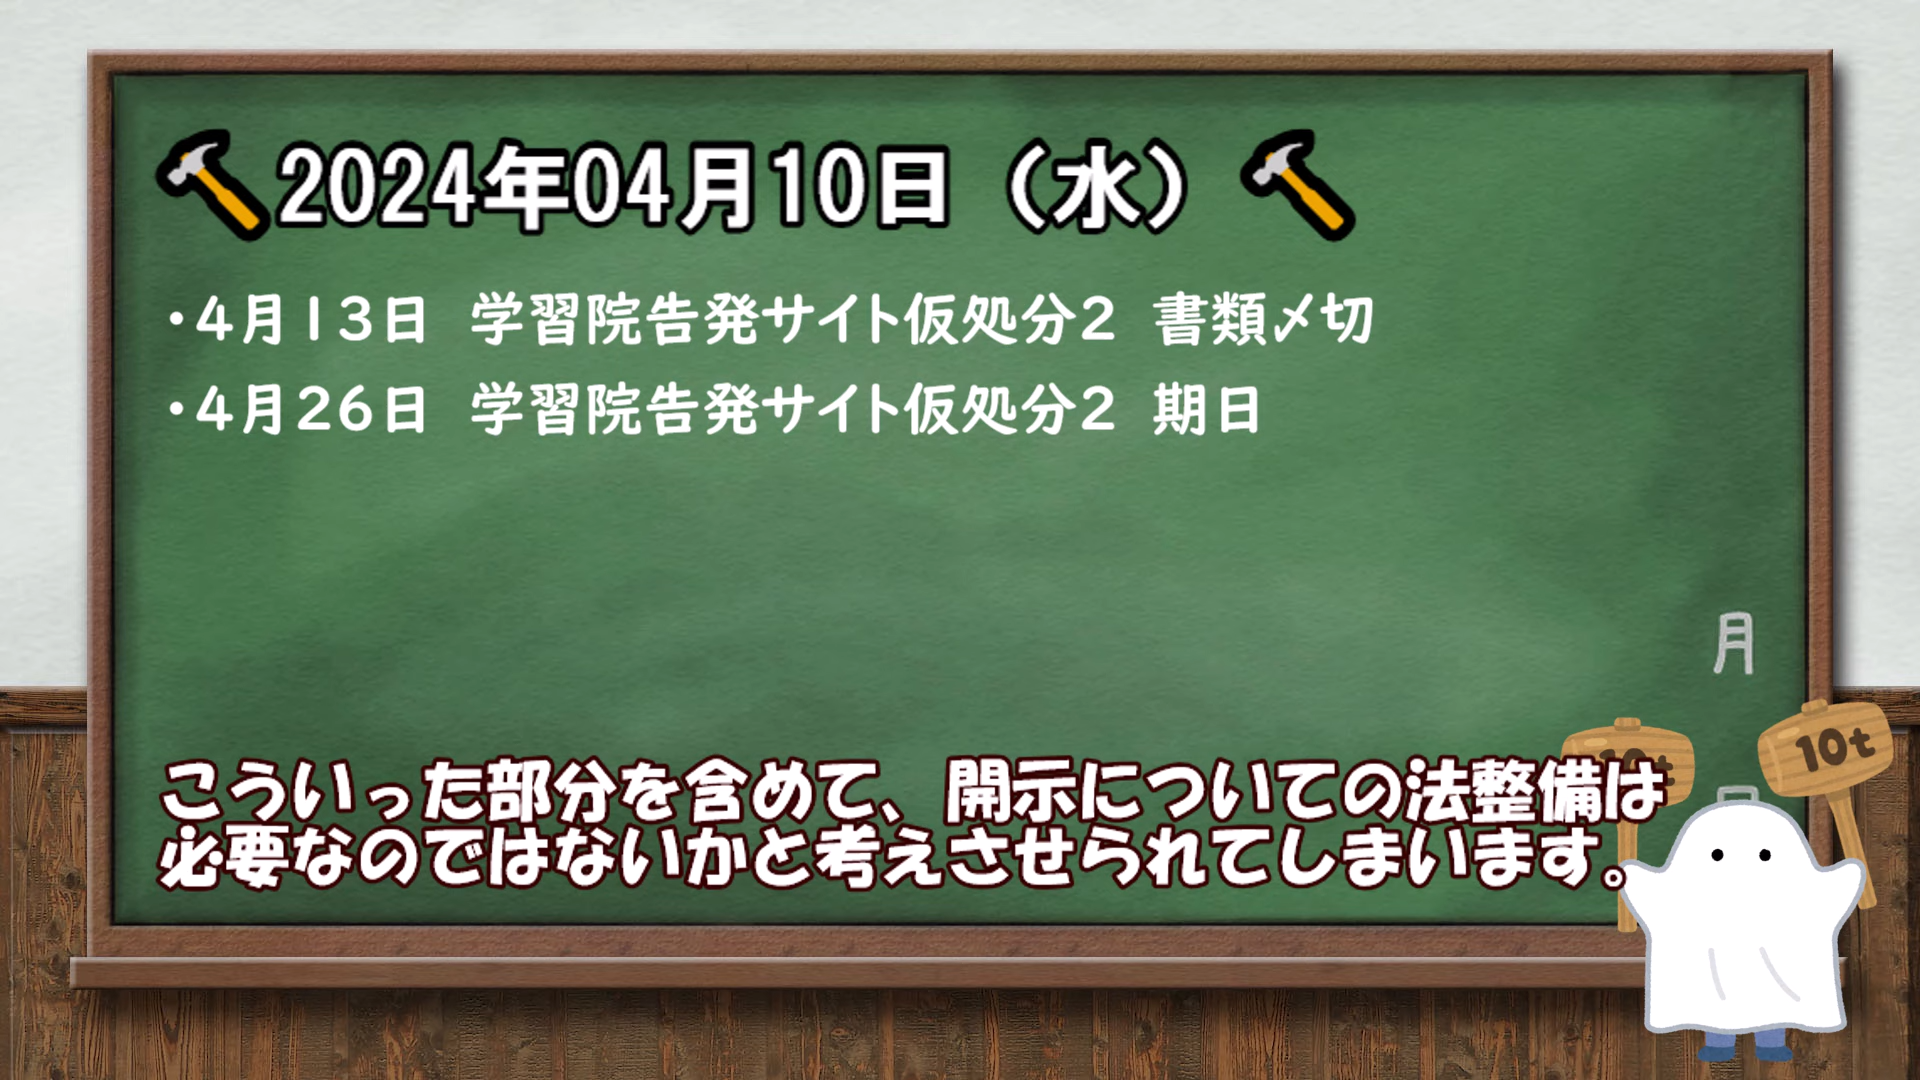 2024年04月10日（水）
・4月13日 学習院告発サイト仮処分2 書類〆切
・4月26日 学習院告発サイト仮処分2 期日
月
10t
10t
こういった部分を含めて、開示についての法整備は
必要なのではないかと考えさせられてしまいます。